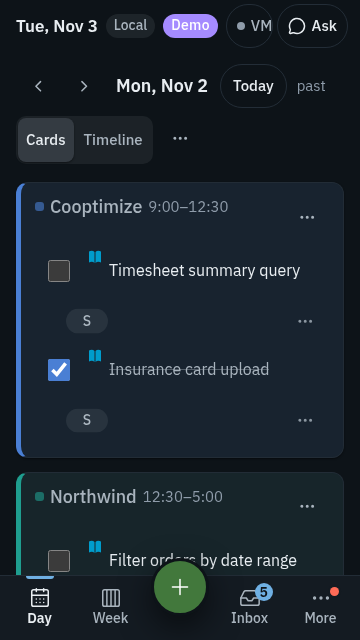 Tue, Nov 3 Local Demo VM Ask
Mon, Nov 2 Today past
Cards Timeline
Cooptimize 9:00–12:30
Timesheet summary query
S
Insurance card upload
S
Northwind 12:30–5:00
Filter orders by date range
Day Week Inbox 5 More